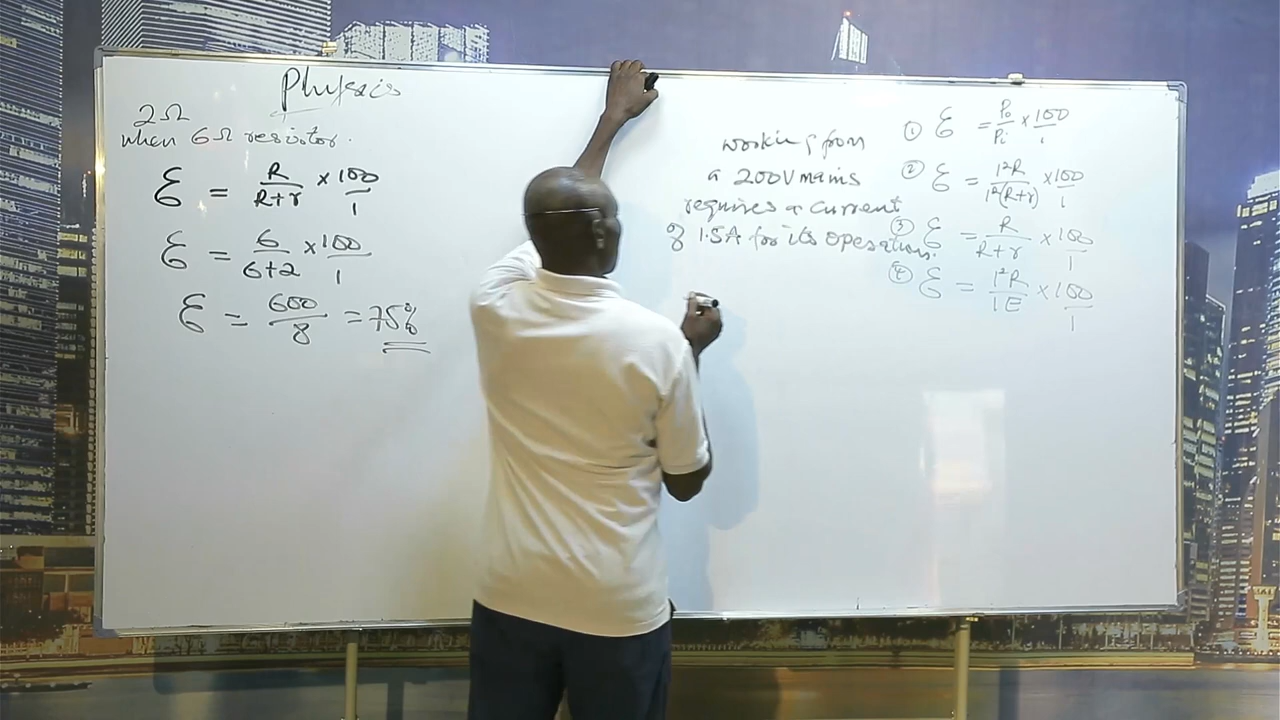 Physics
2Ω
when 6Ω resistor.
Ɛ = R/R+r × 100/1
Ɛ = 6/6+2 × 100/1
Ɛ = 600/8 = 75%
working from
a 200V mains
requires a current
of 1.5A for its operation.
① Ɛ = Po/Pi × 100/1
② Ɛ = I²R/I²(R+r) × 100/1
③ Ɛ = R/R+r × 100/1
④ Ɛ = I²R/IE × 100/1